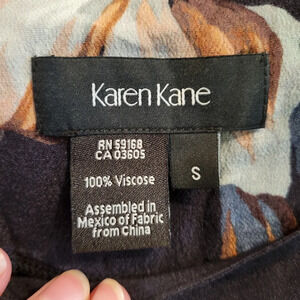 Karen Kane
RN 59168
CA 03605
100% Viscose
S
Assembled in
Mexico of Fabric
from China